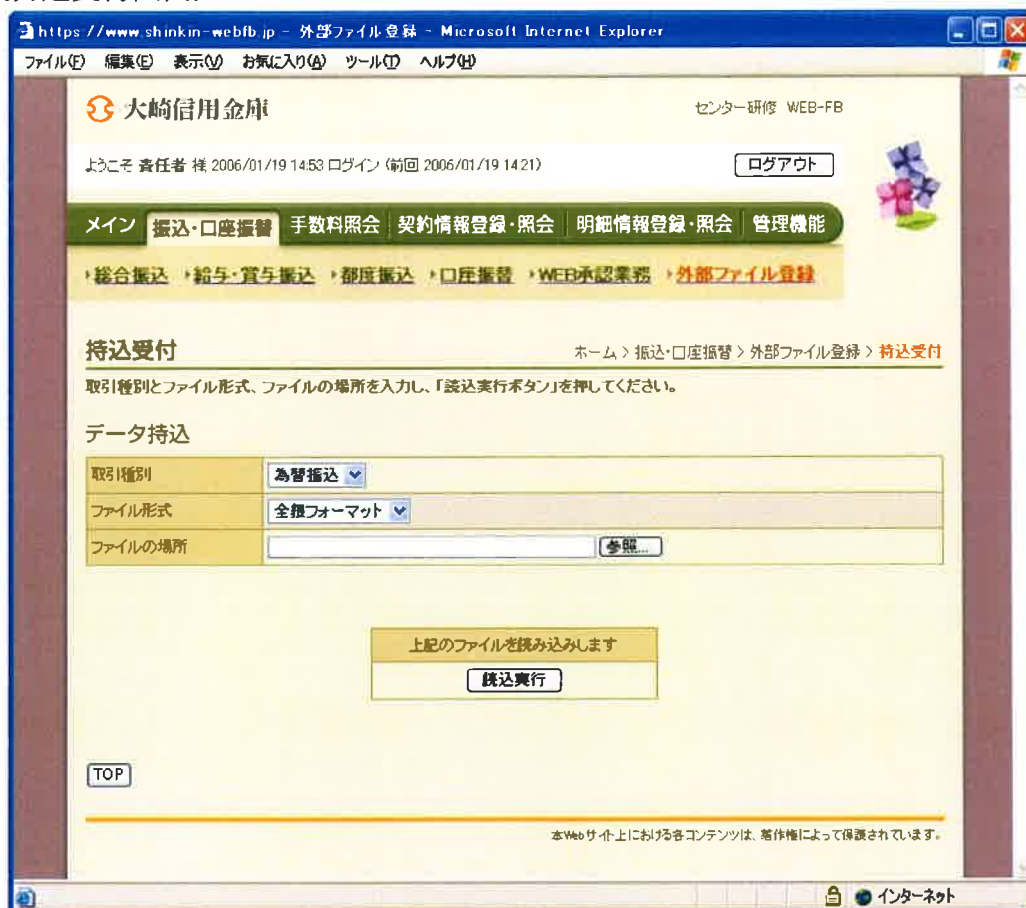 https://www.shinkin-webfb.jp - 外部ファイル登録 - Microsoft Internet Explorer
ファイル(F) 編集(E) 表示(V) お気に入り(A) ツール(T) ヘルプ(H)
大崎信用金庫
センター研修 WEB-FB
ようこそ 責任者 様 2006/01/19 14:53 ログイン (前回 2006/01/19 14:21)
ログアウト
メイン 振込・口座振替 手数料照会 契約情報登録・照会 明細情報登録・照会 管理機能
総合振込 給与・賞与振込 都度振込 口座振替 WEB承認業務 外部ファイル登録
持込受付
ホーム > 振込・口座振替 > 外部ファイル登録 > 持込受付
取引種別とファイル形式、ファイルの場所を入力し、「読込実行ボタン」を押してください。
データ持込
取引種別 為替振込
ファイル形式 全銀フォーマット
ファイルの場所 参照...
上記のファイルを読み込みします
読込実行
TOP
本Webサイト上における各コンテンツは、著作権によって保護されています。
インターネット